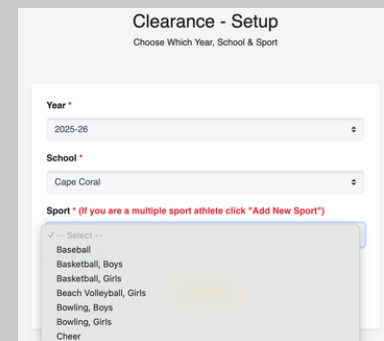 Clearance - Setup
Choose Which Year, School & Sport
Year *
2025-26
School *
Cape Coral
Sport * (If you are a multiple sport athlete click "Add New Sport")
✓ -- Select --
Baseball
Basketball, Boys
Basketball, Girls
Beach Volleyball, Girls
Bowling, Boys
Bowling, Girls
Cheer